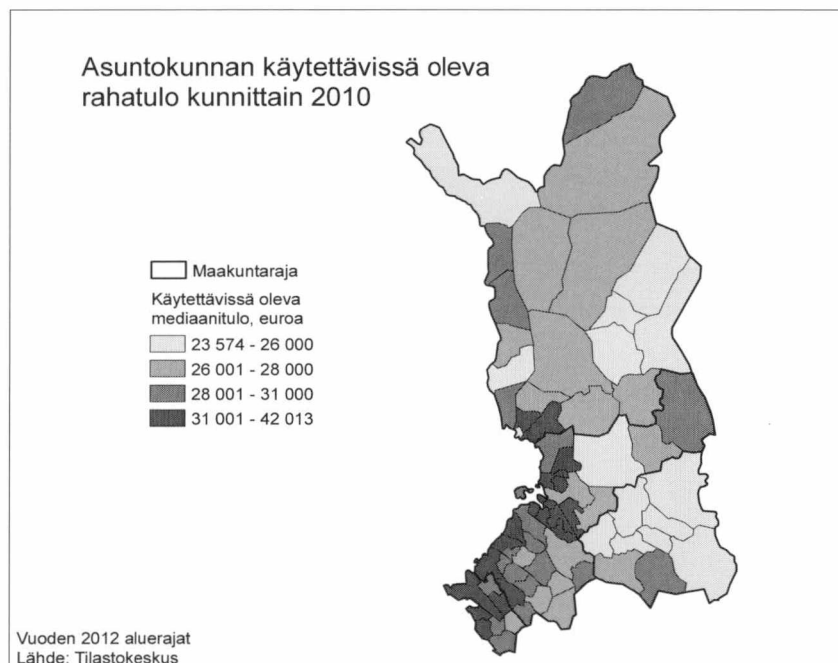 Asuntokunnan käytettävissä oleva
rahatulo kunnittain 2010
Maakuntaraja
Käytettävissä oleva
mediaanitulo, euroa
23 574 - 26 000
26 001 - 28 000
28 001 - 31 000
31 001 - 42 013
Vuoden 2012 aluerajat
Lähde: Tilastokeskus